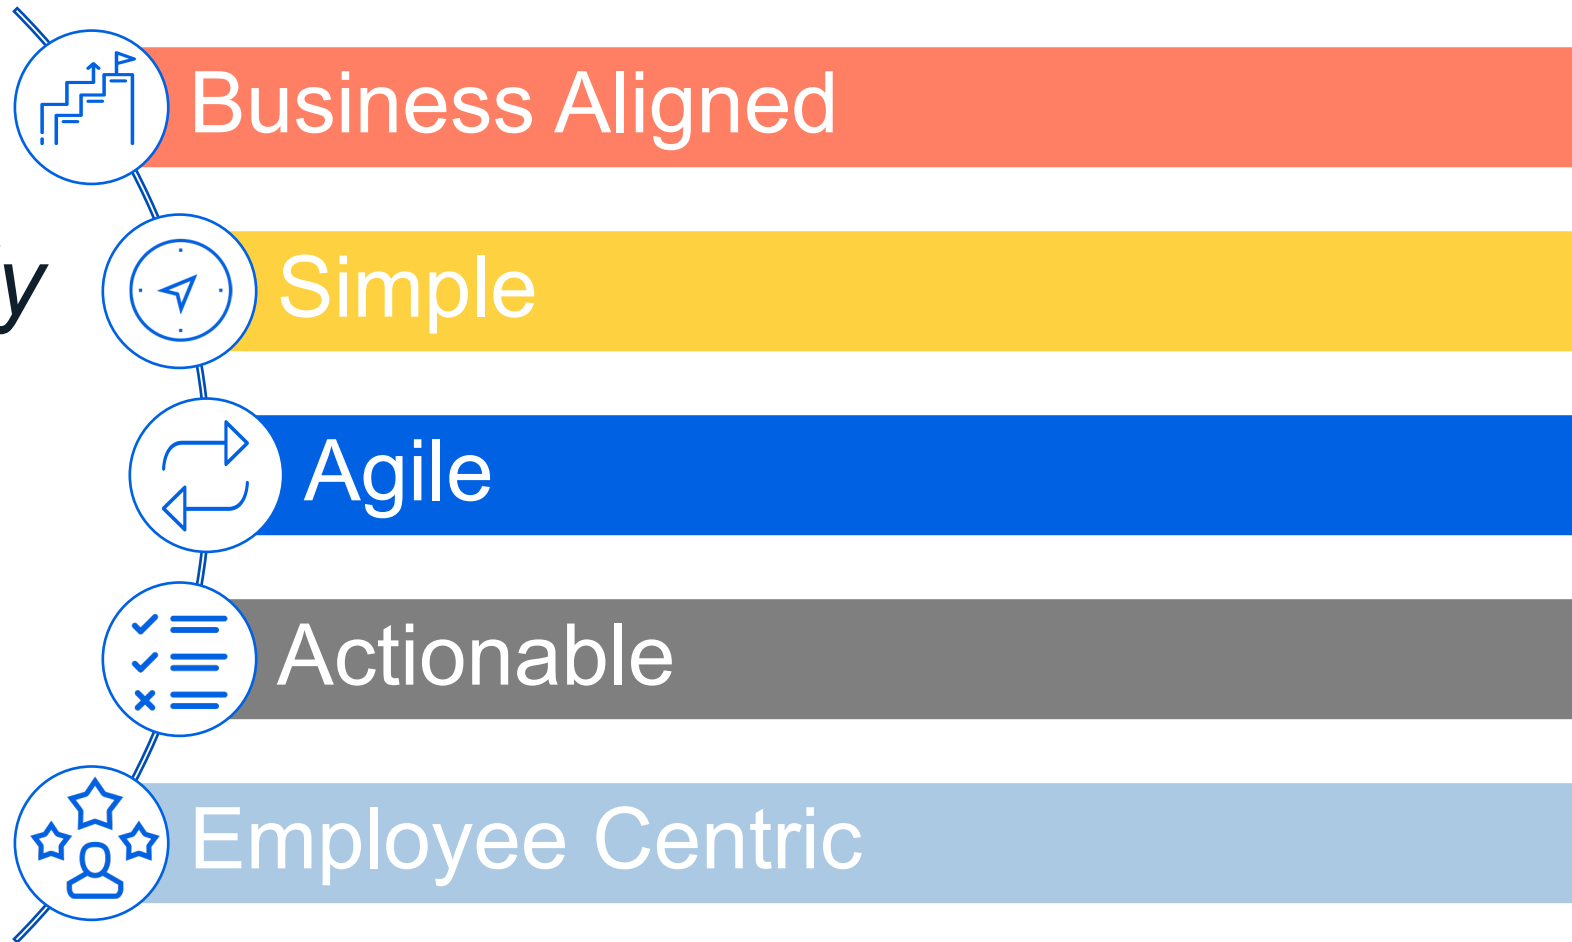 Business Aligned
y
Simple
Agile
Actionable
Employee Centric